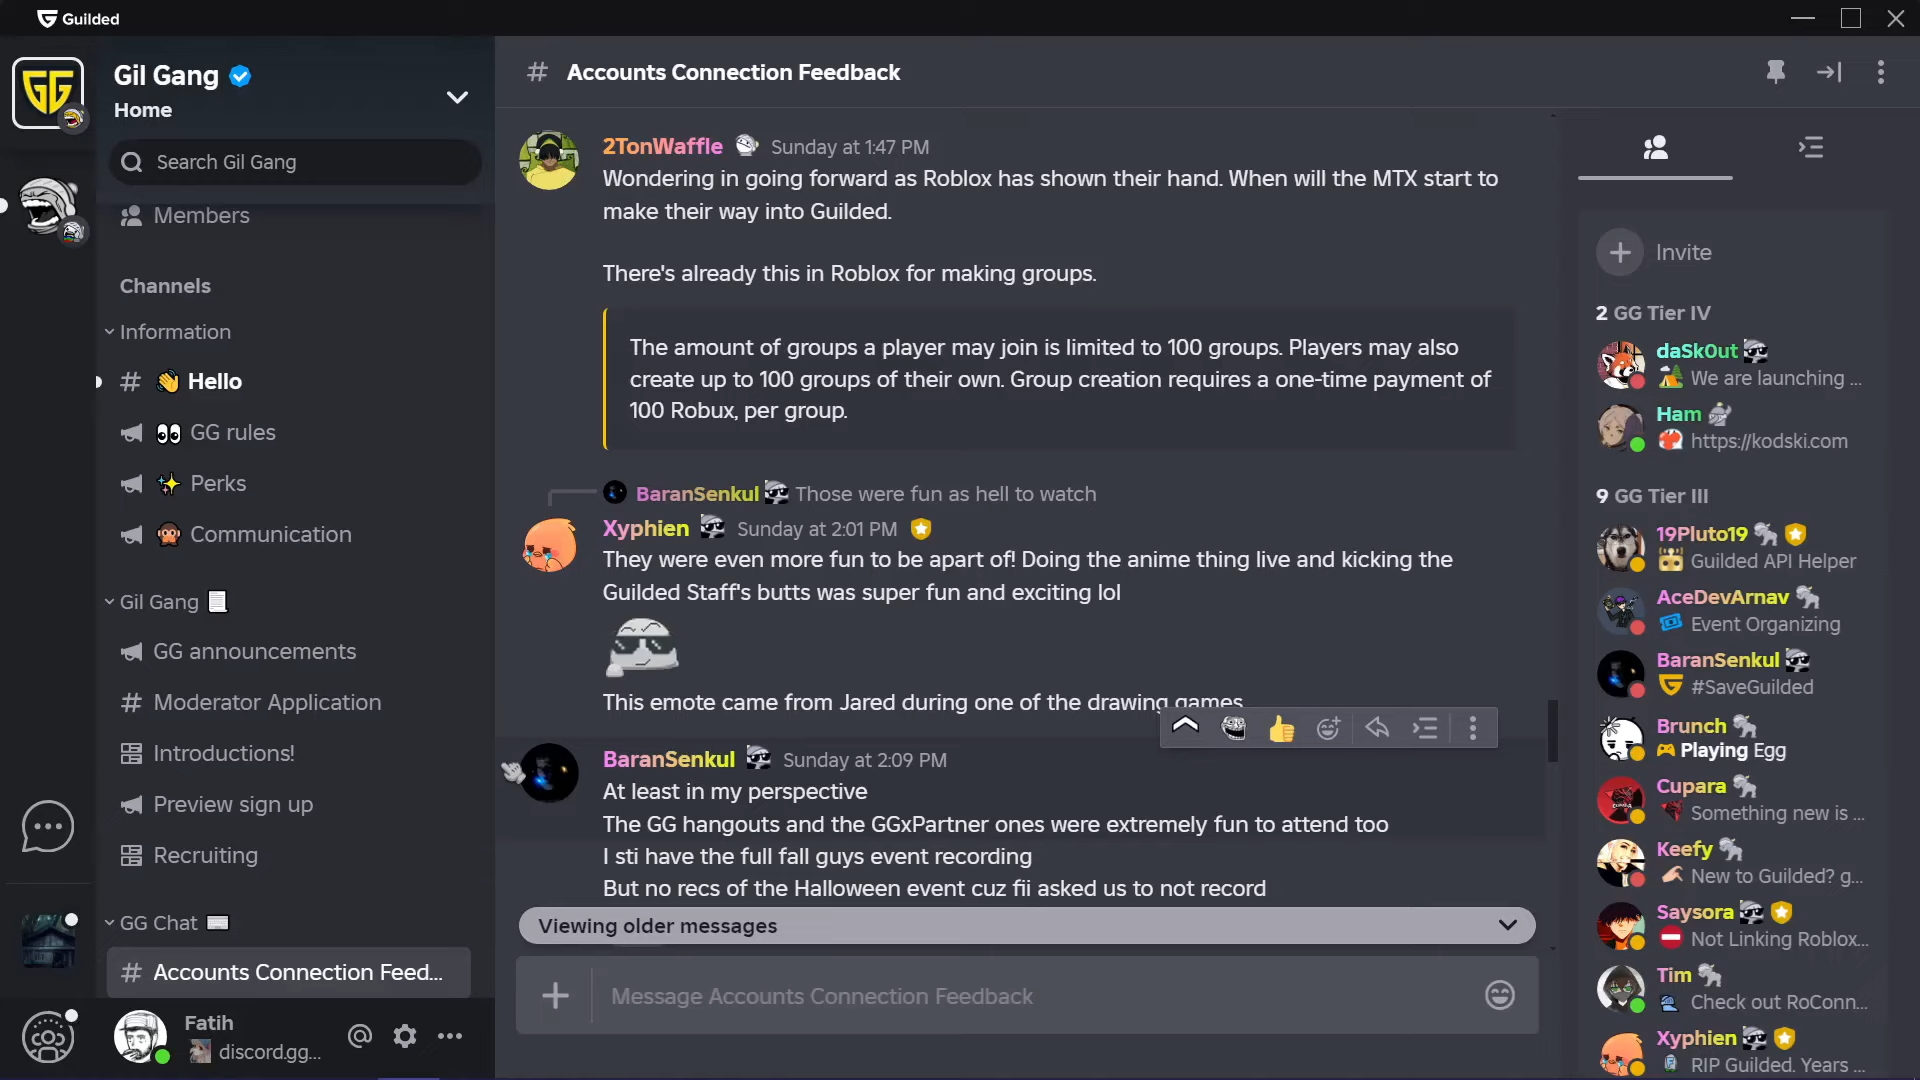 Guilded
Gil Gang
Home
Search Gil Gang
Members
Channels
Information
Hello
GG rules
Perks
Communication
Gil Gang
GG announcements
Moderator Application
Introductions!
Preview sign up
Recruiting
GG Chat
Accounts Connection Feed...
Fatih
discord.gg...
Accounts Connection Feedback
2TonWaffle Sunday at 1:47 PM
Wondering in going forward as Roblox has shown their hand. When will the MTX start to
make their way into Guilded.
There's already this in Roblox for making groups.
The amount of groups a player may join is limited to 100 groups. Players may also
create up to 100 groups of their own. Group creation requires a one-time payment of
100 Robux, per group.
BaranSenkul Those were fun as hell to watch
Xyphien Sunday at 2:01 PM
They were even more fun to be apart of! Doing the anime thing live and kicking the
Guilded Staff's butts was super fun and exciting lol
This emote came from Jared during one of the drawing games
BaranSenkul Sunday at 2:09 PM
At least in my perspective
The GG hangouts and the GGxPartner ones were extremely fun to attend too
I sti have the full fall guys event recording
But no recs of the Halloween event cuz fii asked us to not record
Viewing older messages
Message Accounts Connection Feedback
Invite
2 GG Tier IV
daSk0ut
We are launching ...
Ham
https://kodski.com
9 GG Tier III
19Pluto19
Guilded API Helper
AceDevArnav
Event Organizing
BaranSenkul
#SaveGuilded
Brunch
Playing Egg
Cupara
Something new is ...
Keefy
New to Guilded? g...
Saysora
Not Linking Roblox...
Tim
Check out RoConn...
Xyphien
RIP Guilded. Years ...